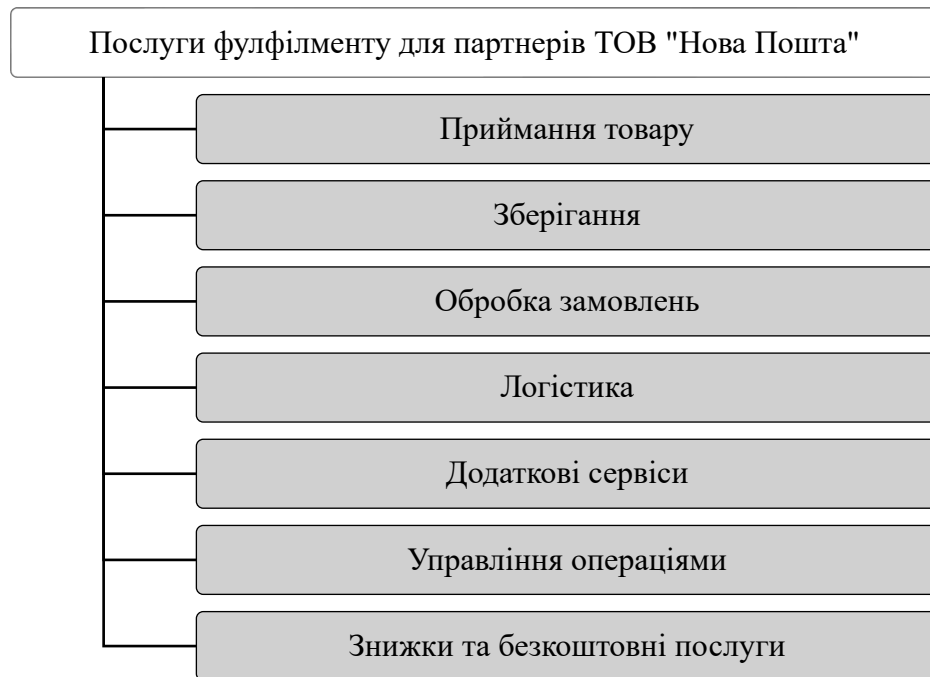 Послуги фулфілменту для партнерів ТОВ "Нова Пошта"
Приймання товару
Зберігання
Обробка замовлень
Логістика
Додаткові сервіси
Управління операціями
Знижки та безкоштовні послуги